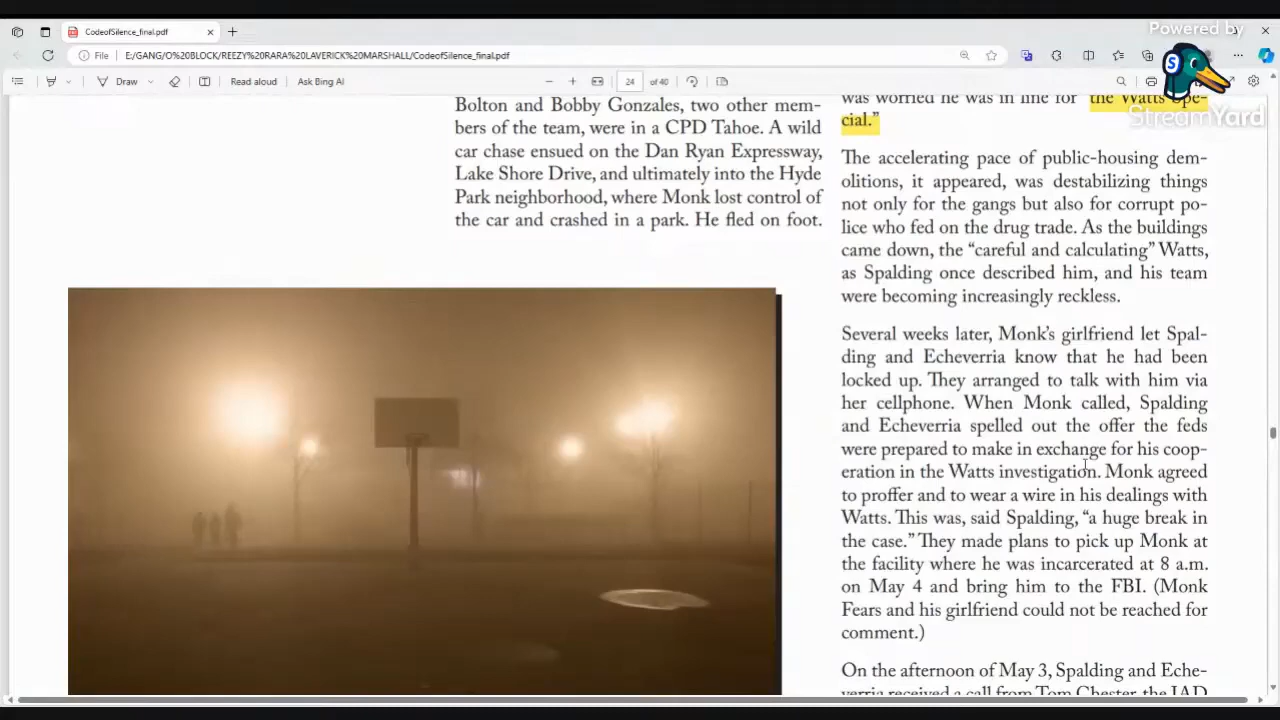 Powered by
StreamYard
CodeofSilence_final.pdf
File
E:/GANG/O%20BLOCK/REEZY%20RARA%20LAVERICK%20MARSHALL/CodeofSilence_final.pdf
Draw
Read aloud
Ask Bing AI
24
of 40
Bolton and Bobby Gonzales, two other mem-
bers of the team, were in a CPD Tahoe. A wild
car chase ensued on the Dan Ryan Expressway,
Lake Shore Drive, and ultimately into the Hyde
Park neighborhood, where Monk lost control of
the car and crashed in a park. He fled on foot.
was worried he was in line for the Watts Spe-
cial.”
The accelerating pace of public-housing dem-
olitions, it appeared, was destabilizing things
not only for the gangs but also for corrupt po-
lice who fed on the drug trade. As the buildings
came down, the “careful and calculating” Watts,
as Spalding once described him, and his team
were becoming increasingly reckless.
Several weeks later, Monk’s girlfriend let Spal-
ding and Echeverria know that he had been
locked up. They arranged to talk with him via
her cellphone. When Monk called, Spalding
and Echeverria spelled out the offer the feds
were prepared to make in exchange for his coop-
eration in the Watts investigation. Monk agreed
to proffer and to wear a wire in his dealings with
Watts. This was, said Spalding, “a huge break in
the case.” They made plans to pick up Monk at
the facility where he was incarcerated at 8 a.m.
on May 4 and bring him to the FBI. (Monk
Fears and his girlfriend could not be reached for
comment.)
On the afternoon of May 3, Spalding and Eche-
verria received a call from Tom Chester, the IAD